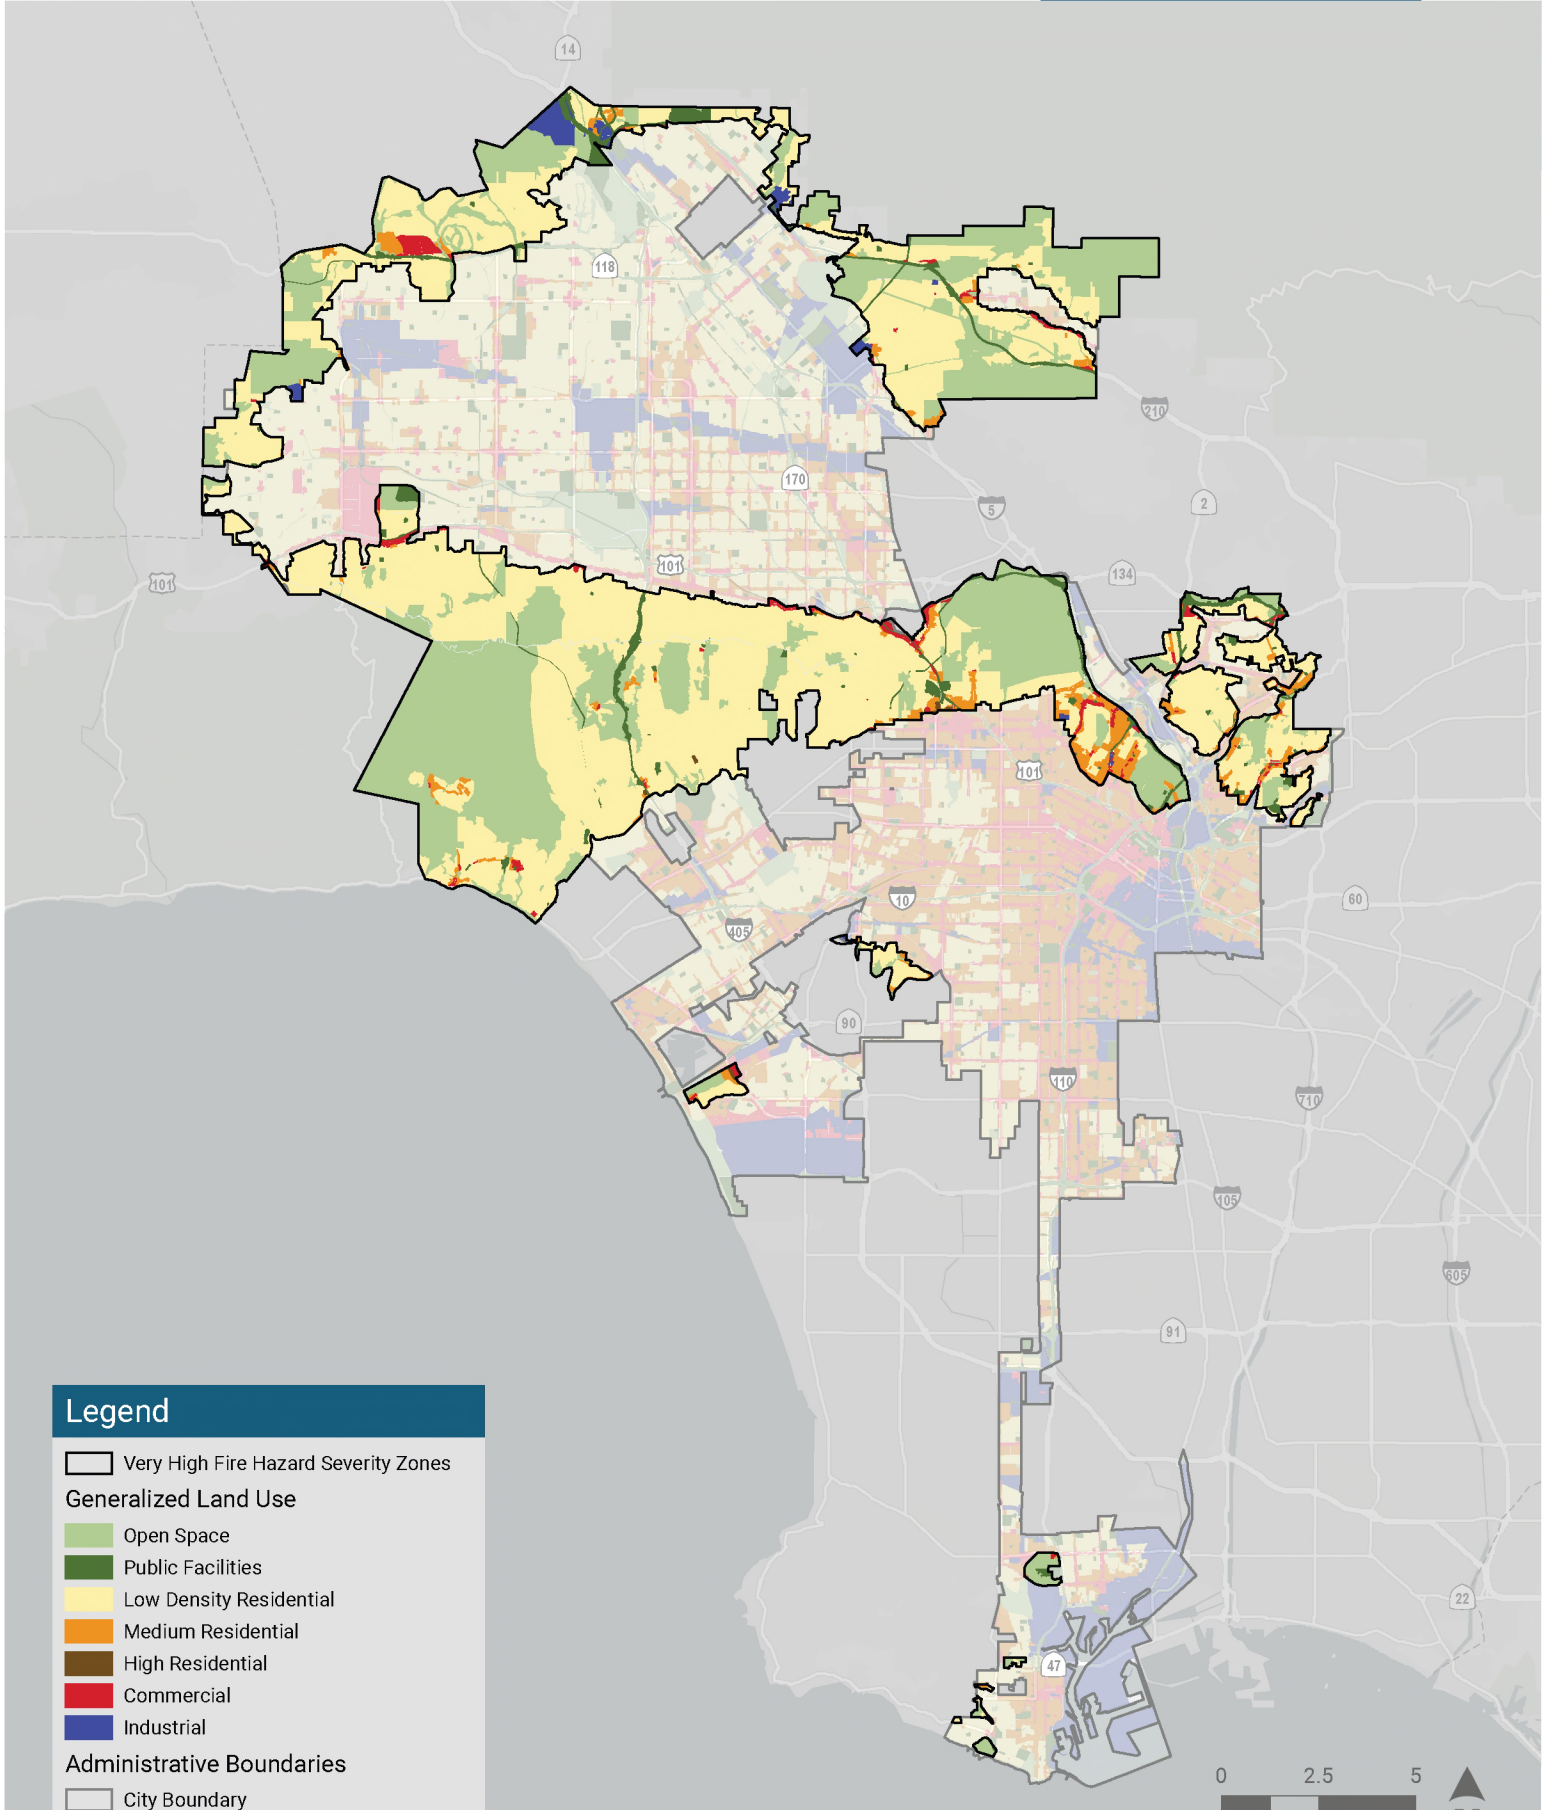 14
118
210
170
5
2
101
101
134
101
10
60
405
90
110
710
105
605
91
22
47
Legend
Very High Fire Hazard Severity Zones
Generalized Land Use
Open Space
Public Facilities
Low Density Residential
Medium Residential
High Residential
Commercial
Industrial
Administrative Boundaries
City Boundary
0 2.5 5